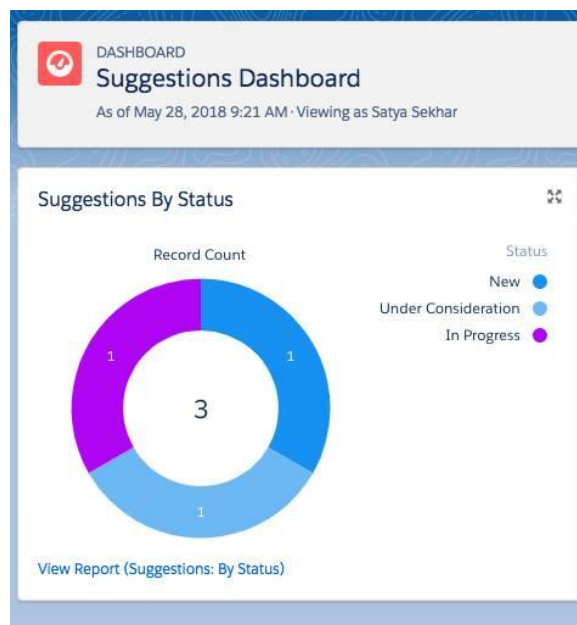 DASHBOARD
Suggestions Dashboard
As of May 28, 2018 9:21 AM·Viewing as Satya Sekhar
Suggestions By Status
Record Count
Status
New
Under Consideration
In Progress
1
1
3
1
View Report (Suggestions: By Status)